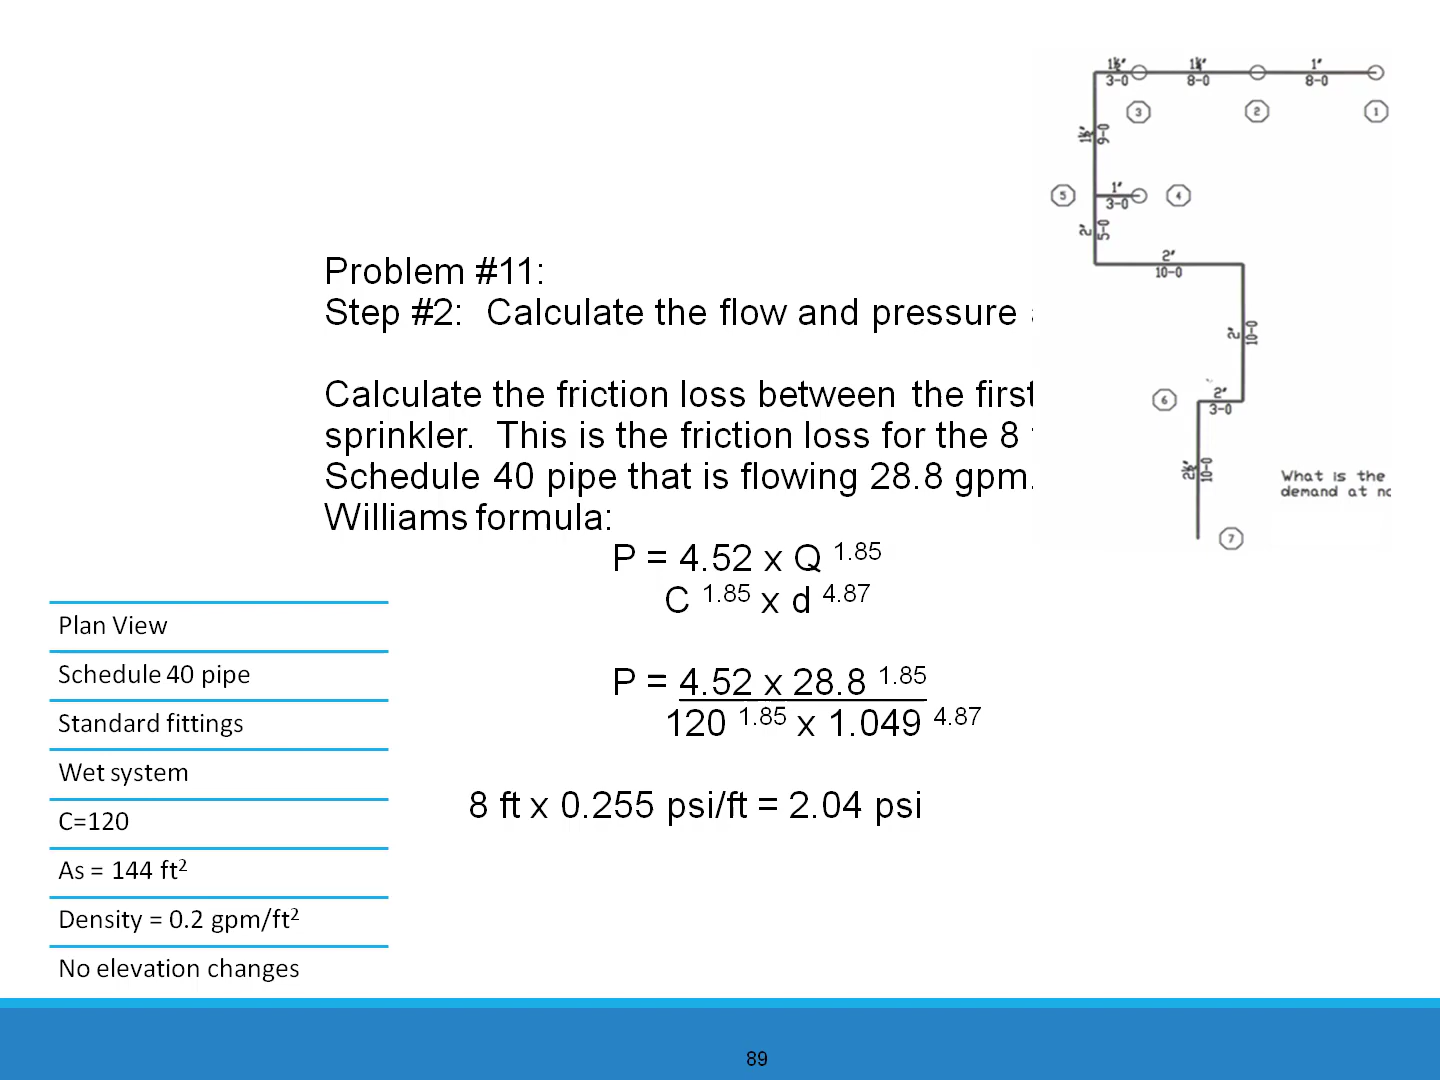 1½" 1¼" 1"
3-0 8-0 8-0
3 2 1
1½" 9-0
5 1" 4
3-0
2" 5-0
2"
10-0
2" 10-0
6 2"
3-0
2½" 10-0
What is the
demand at
7
Problem #11:
Step #2: Calculate the flow and pressure
Calculate the friction loss between the first
sprinkler. This is the friction loss for the 8
Schedule 40 pipe that is flowing 28.8 gpm.
Williams formula:
P = 4.52 x Q 1.85
C 1.85 x d 4.87
P = 4.52 x 28.8 1.85
120 1.85 x 1.049 4.87
8 ft x 0.255 psi/ft = 2.04 psi
Plan View
Schedule 40 pipe
Standard fittings
Wet system
C=120
As = 144 ft2
Density = 0.2 gpm/ft2
No elevation changes
89